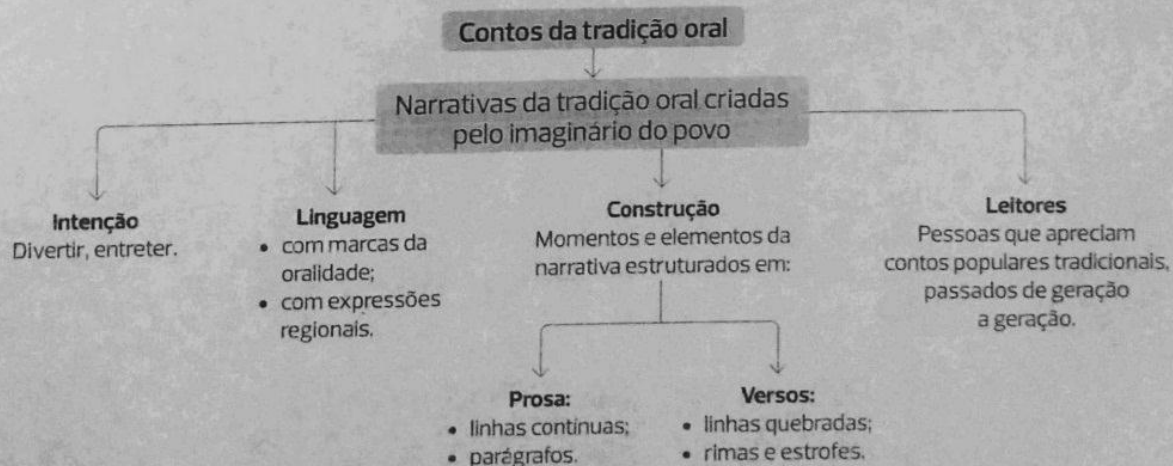 Contos da tradição oral
Narrativas da tradição oral criadas
pelo imaginário do povo
Intenção
Divertir, entreter.
Linguagem
• com marcas da
oralidade;
• com expressões
regionais.
Construção
Momentos e elementos da
narrativa estruturados em:
Prosa:
• linhas contínuas;
• parágrafos.
Versos:
• linhas quebradas;
• rimas e estrofes.
Leitores
Pessoas que apreciam
contos populares tradicionais,
passados de geração
a geração.